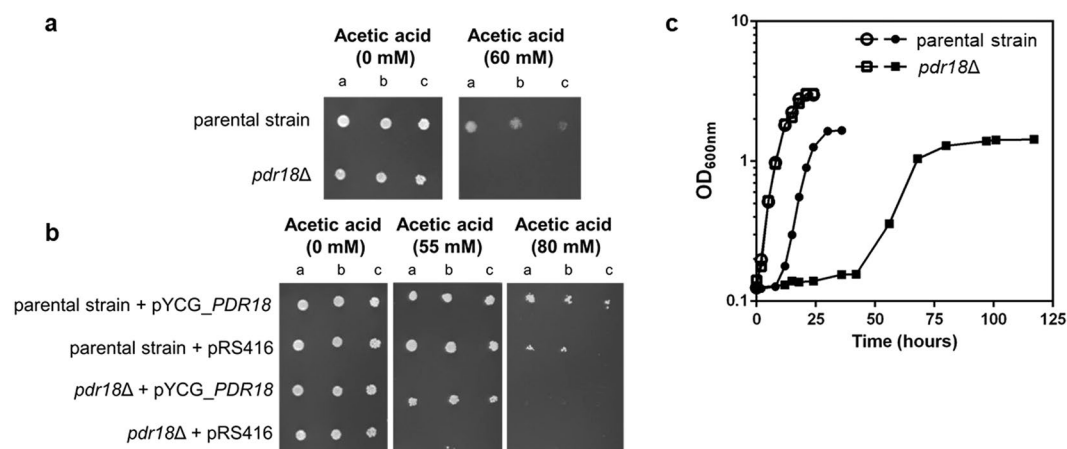 a
Acetic acid
(0 mM)
Acetic acid
(60 mM)
a b c
a b c
parental strain
pdr18Δ
b
Acetic acid
(0 mM)
Acetic acid
(55 mM)
Acetic acid
(80 mM)
a b c
a b c
a b c
parental strain + pYCG_PDR18
parental strain + pRS416
pdr18Δ + pYCG_PDR18
pdr18Δ + pRS416
c
10
1
0.1
OD600nm
parental strain
pdr18Δ
0 25 50 75 100 125
Time (hours)